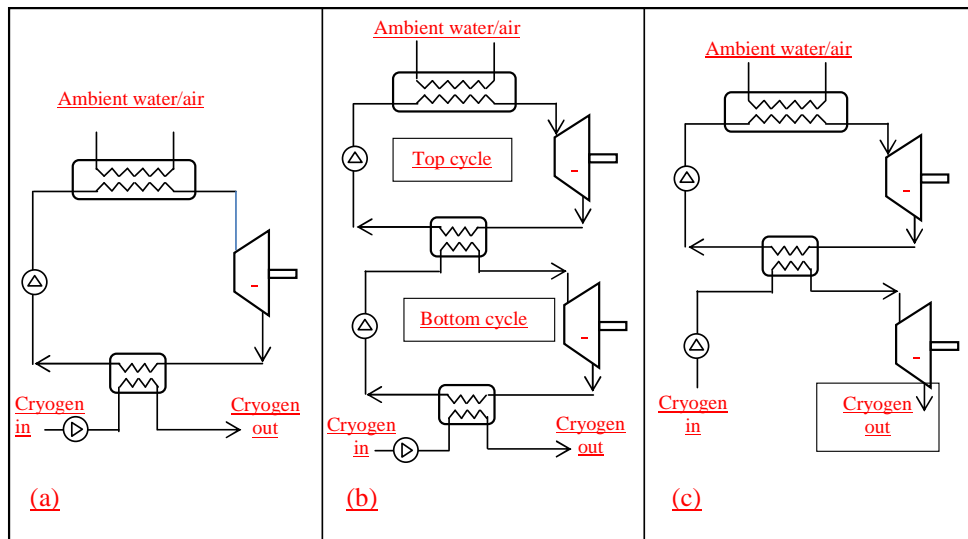 Ambient water/air
Cryogen
in
Cryogen
out
(a)
Ambient water/air
Top cycle
Bottom cycle
Cryogen
in
Cryogen
out
(b)
Ambient water/air
Cryogen
in
Cryogen
out
(c)